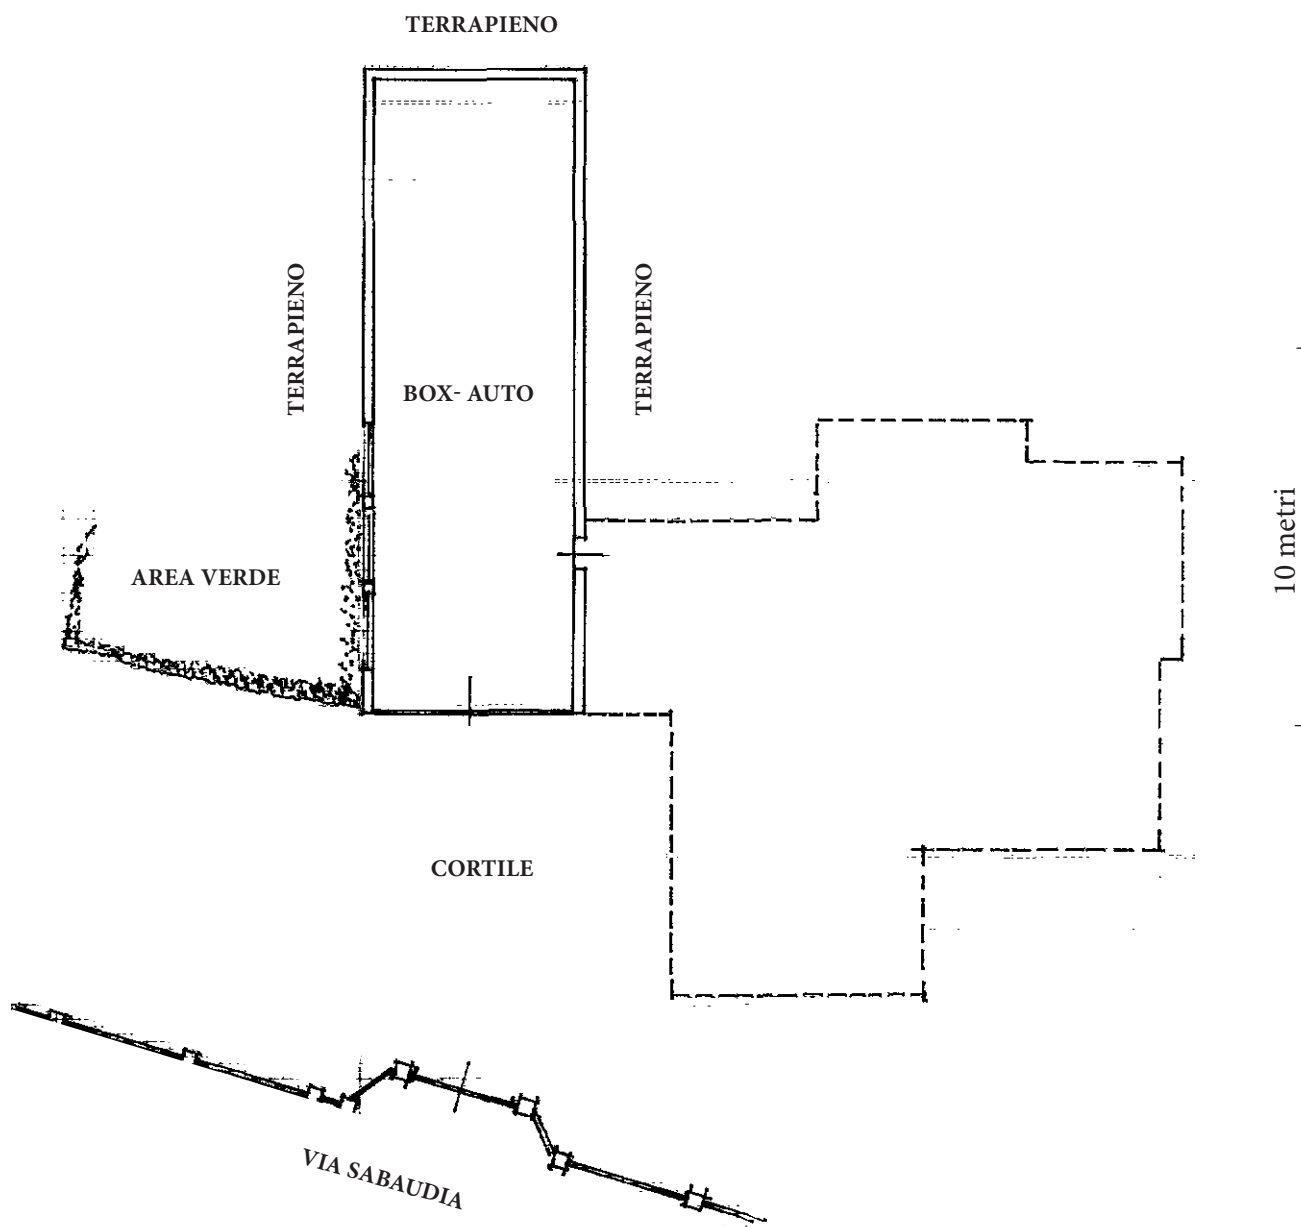 TERRAPIENO
TERRAPIENO
TERRAPIENO
BOX- AUTO
10 metri
AREA VERDE
CORTILE
VIA SABAUDIA